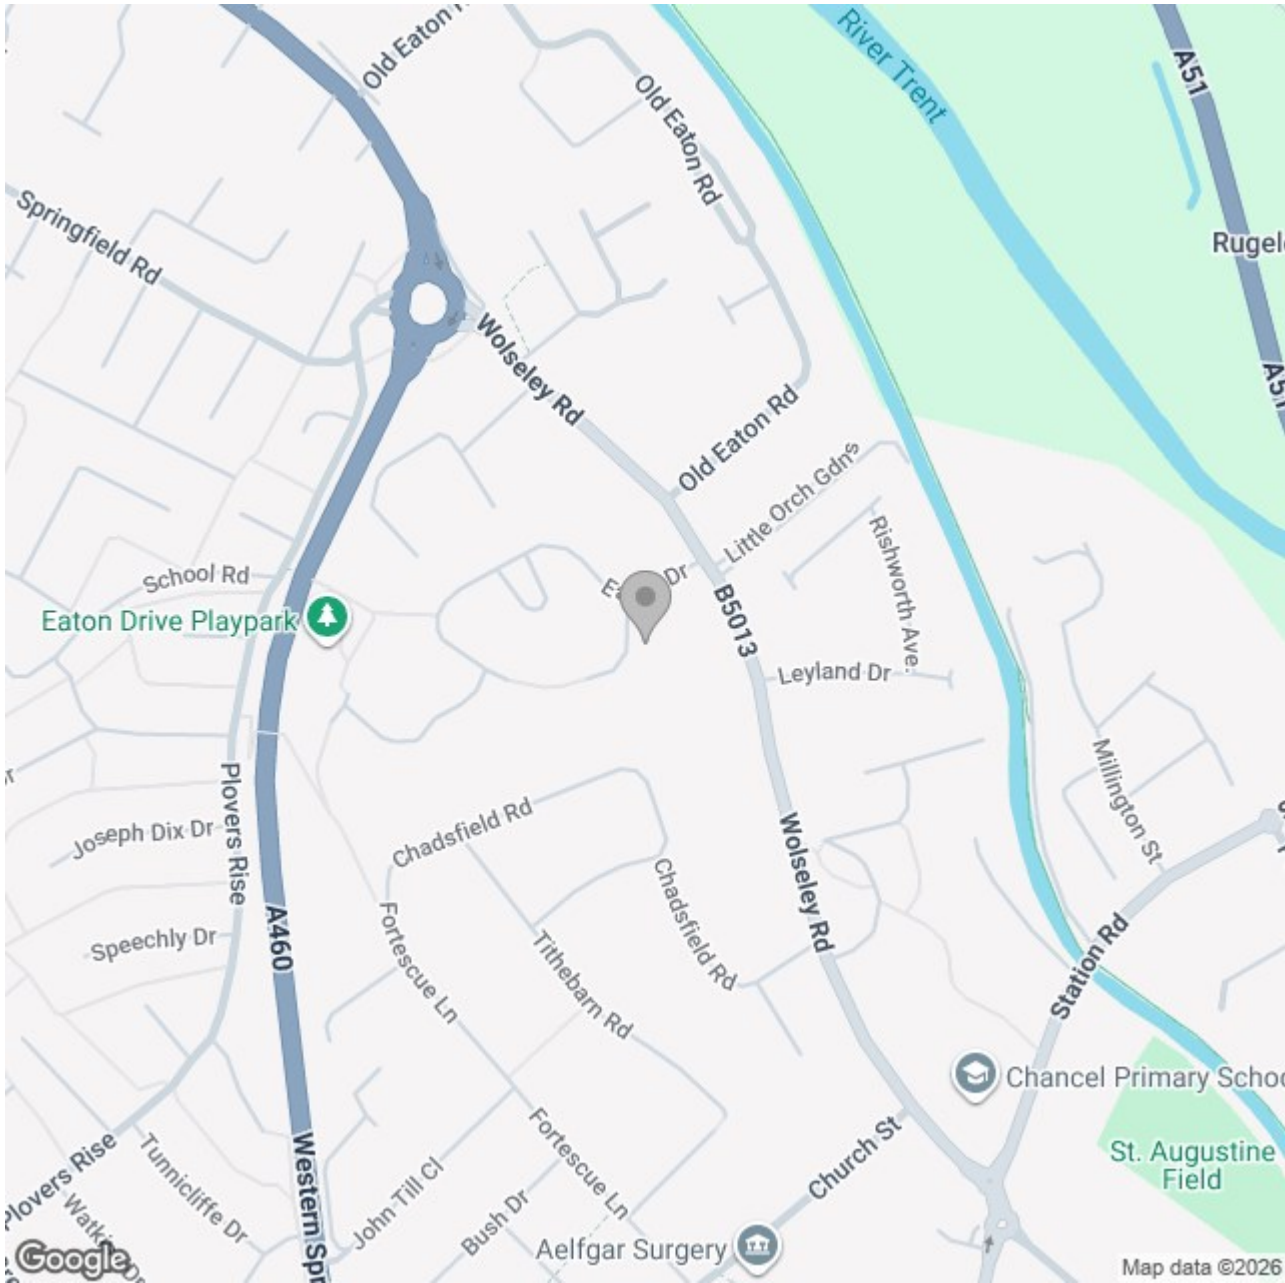 Old Eaton R
River Trent
A51
Old Eaton Rd
Springfield Rd
Rugele
Wolseley Rd
A51
Old Eaton Rd
Little Orch Gdns
Rishworth Ave.
School Rd
Eaton Drive Playpark
Dr
B5013
Leyland Dr
Plovers Rise
Millington St
Joseph Dix Dr
Chadsfield Rd
Wolseley Rd
Chadsfield Rd
A460
Fortescue Ln
Speechly Dr
Tithebarn Rd
Station Rd
Chancel Primary Schoo
Plovers Rise
Tunnicliffe Dr
Western Spr
John Till Cl
Fortescue Ln
Bush Dr
Church St
St. Augustine
Field
Aelfgar Surgery
Google
Map data ©2026